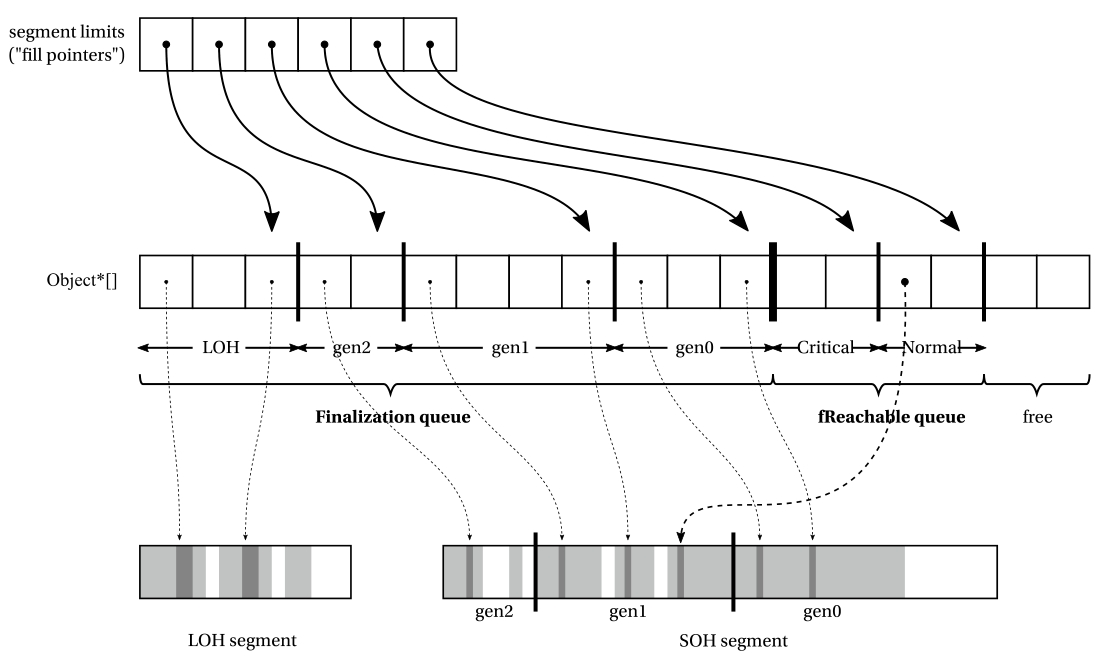 segment limits
("fill pointers")
Object*[]
LOH gen2 gen1 gen0 Critical Normal
Finalization queue fReachable queue free
gen2 gen1 gen0
LOH segment SOH segment